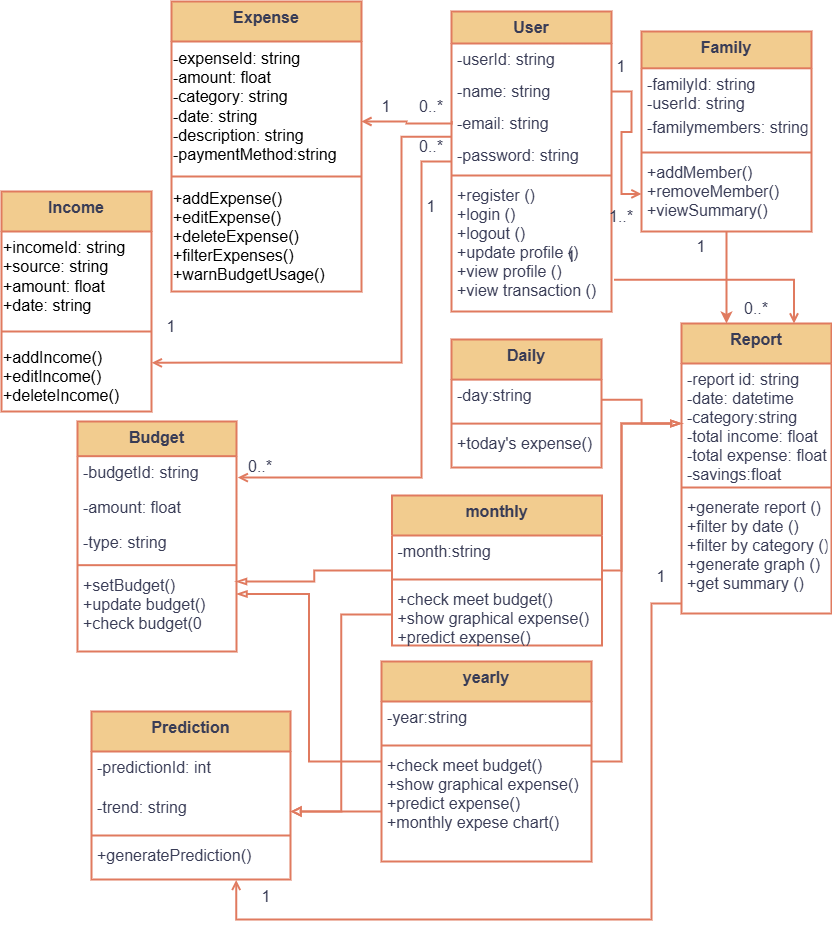 Expense
-expenseId: string
-amount: float
-category: string
-date: string
-description: string
-paymentMethod:string
+addExpense()
+editExpense()
+deleteExpense()
+filterExpenses()
+warnBudgetUsage()
User
-userId: string
-name: string
-email: string
-password: string
+register ()
+login ()
+logout ()
+update profile ()
+view profile ()
+view transaction ()
Family
-familyId: string
-userId: string
-familymembers: string
+addMember()
+removeMember()
+viewSummary()
1
0..*
0..*
1
1
1..*
1
1
0..*
Income
+incomeId: string
+source: string
+amount: float
+date: string
+addIncome()
+editIncome()
+deleteIncome()
1
Report
-report id: string
-date: datetime
-category:string
-total income: float
-total expense: float
-savings:float
+generate report ()
+filter by date ()
+filter by category ()
+generate graph ()
+get summary ()
Daily
-day:string
+today's expense()
Budget
-budgetId: string
-amount: float
-type: string
+setBudget()
+update budget()
+check budget(0
0..*
monthly
-month:string
+check meet budget()
+show graphical expense()
+predict expense()
1
yearly
-year:string
+check meet budget()
+show graphical expense()
+predict expense()
+monthly expese chart()
Prediction
-predictionId: int
-trend: string
+generatePrediction()
1